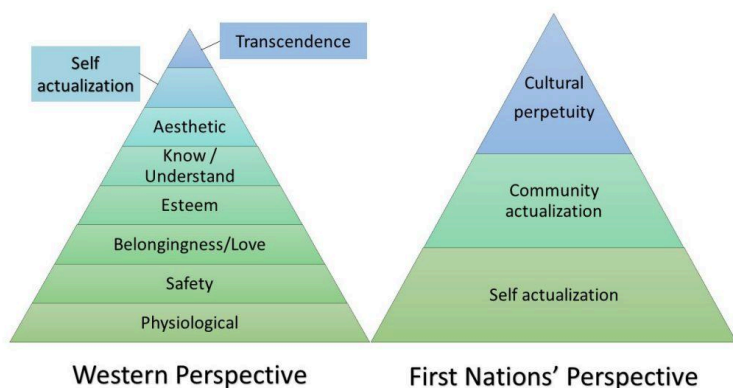 Transcendence
Self
actualization
Aesthetic
Know /
Understand
Esteem
Belongingness/Love
Safety
Physiological
Western Perspective
Cultural
perpetuity
Community
actualization
Self actualization
First Nations’ Perspective